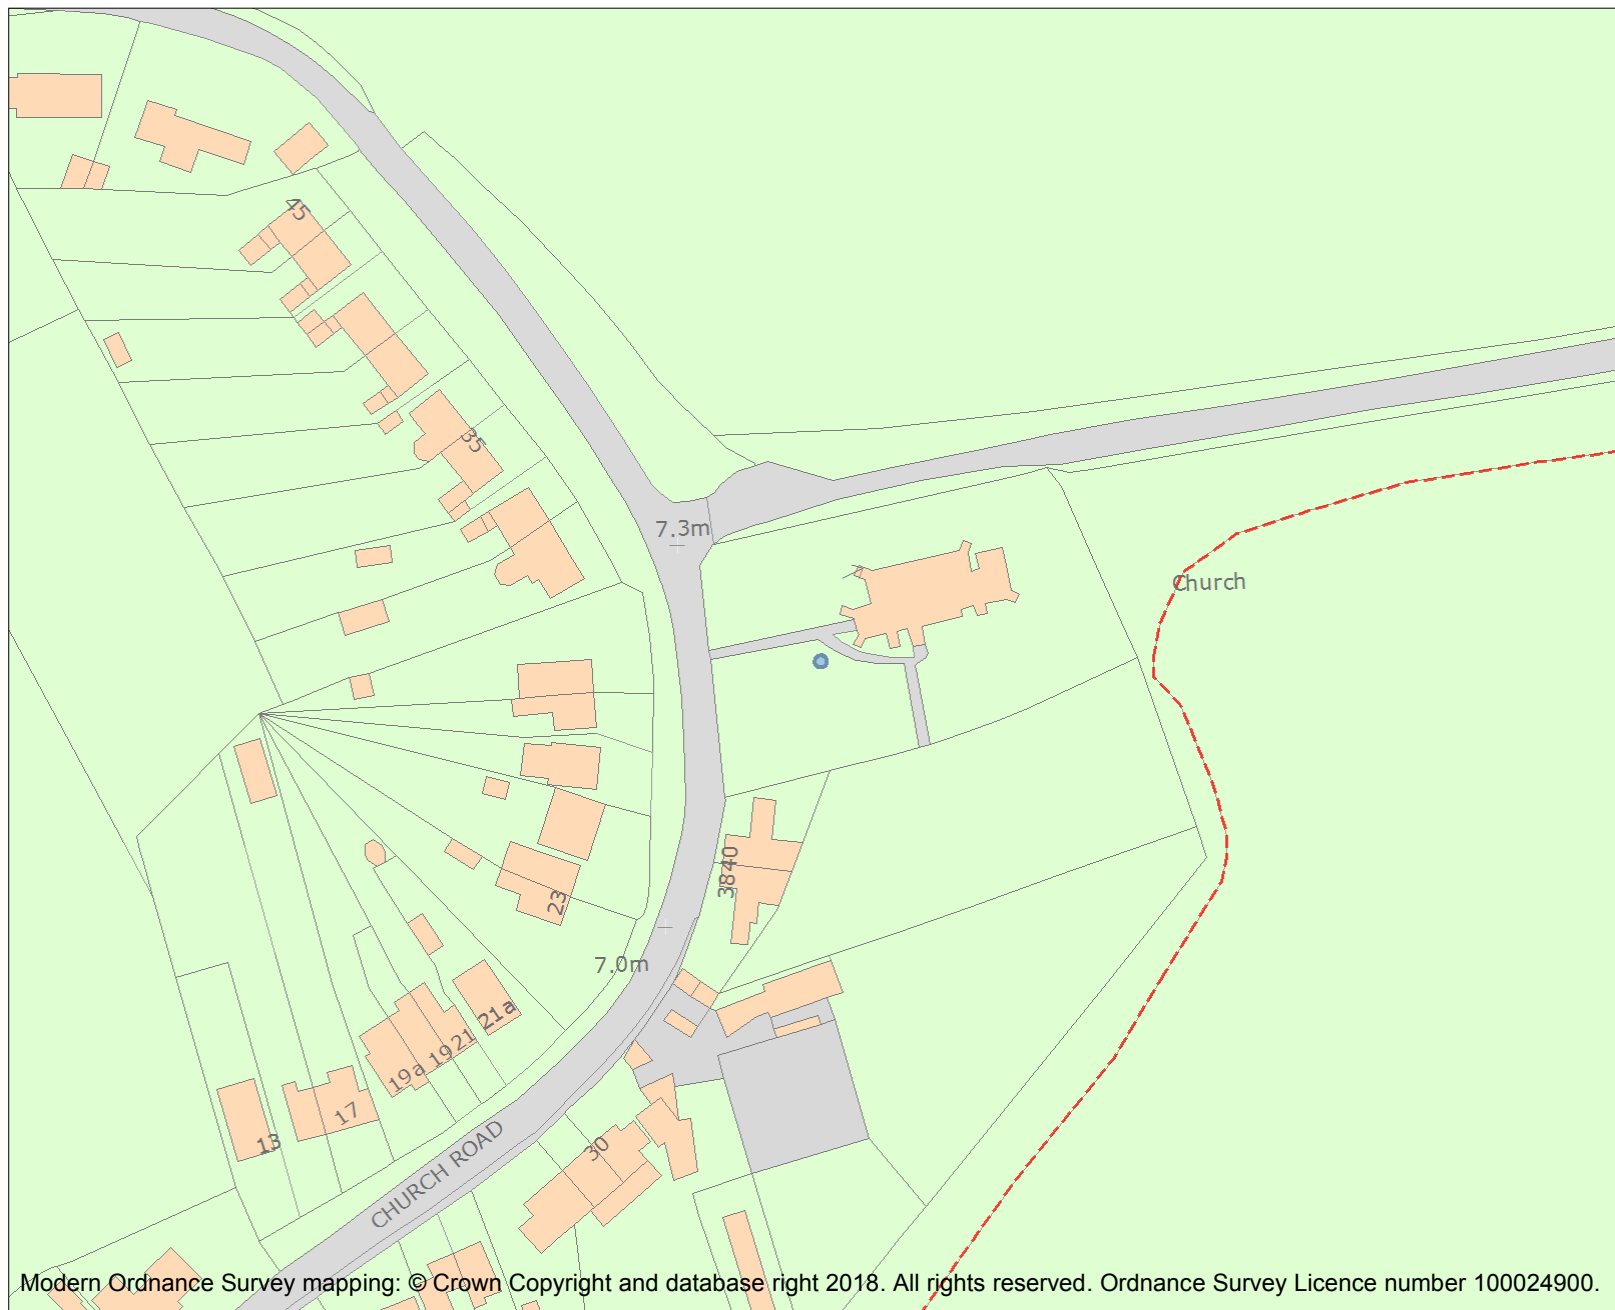 45
35
7.3m
Church
3840
23
7.0m
21a
21
19
19a
17
13
30
CHURCH ROAD
Modern Ordnance Survey mapping: © Crown Copyright and database right 2018. All rights reserved. Ordnance Survey Licence number 100024900.